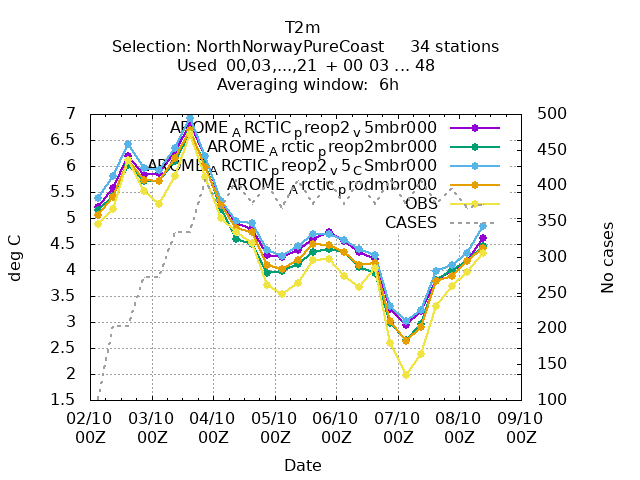 T2m
Selection: NorthNorwayPureCoast 34 stations
Used 00,03,...,21 + 00 03 ... 48
Averaging window: 6h
7
6.5
6
5.5
5
4.5
4
3.5
3
2.5
2
1.5
deg C
500
450
400
350
300
250
200
150
100
No cases
AROME_ARCTIC_preop2_v5mbr000
AROME_Arctic_preop2mbr000
AROME_ARCTIC_preop2_v5_CSmbr000
AROME_Arctic_prodmbr000
OBS
CASES
02/10 03/10 04/10 05/10 06/10 07/10 08/10 09/10
00Z 00Z 00Z 00Z 00Z 00Z 00Z 00Z
Date